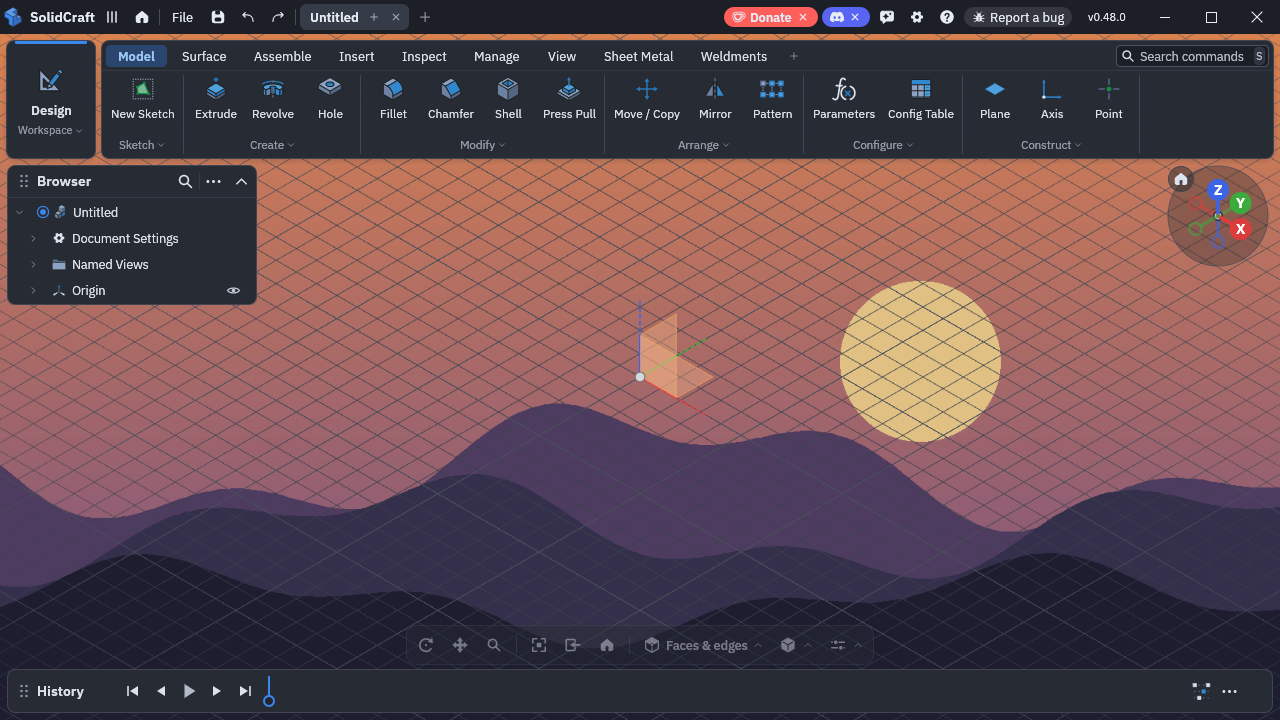 SolidCraft
File
Untitled
Donate
Report a bug
v0.48.0
Design
Workspace
Model
Surface
Assemble
Insert
Inspect
Manage
View
Sheet Metal
Weldments
Search commands
S
New Sketch
Extrude
Revolve
Hole
Fillet
Chamfer
Shell
Press Pull
Move / Copy
Mirror
Pattern
Parameters
Config Table
Plane
Axis
Point
Sketch
Create
Modify
Arrange
Configure
Construct
Browser
Untitled
Document Settings
Named Views
Origin
Z
Y
X
Faces & edges
History